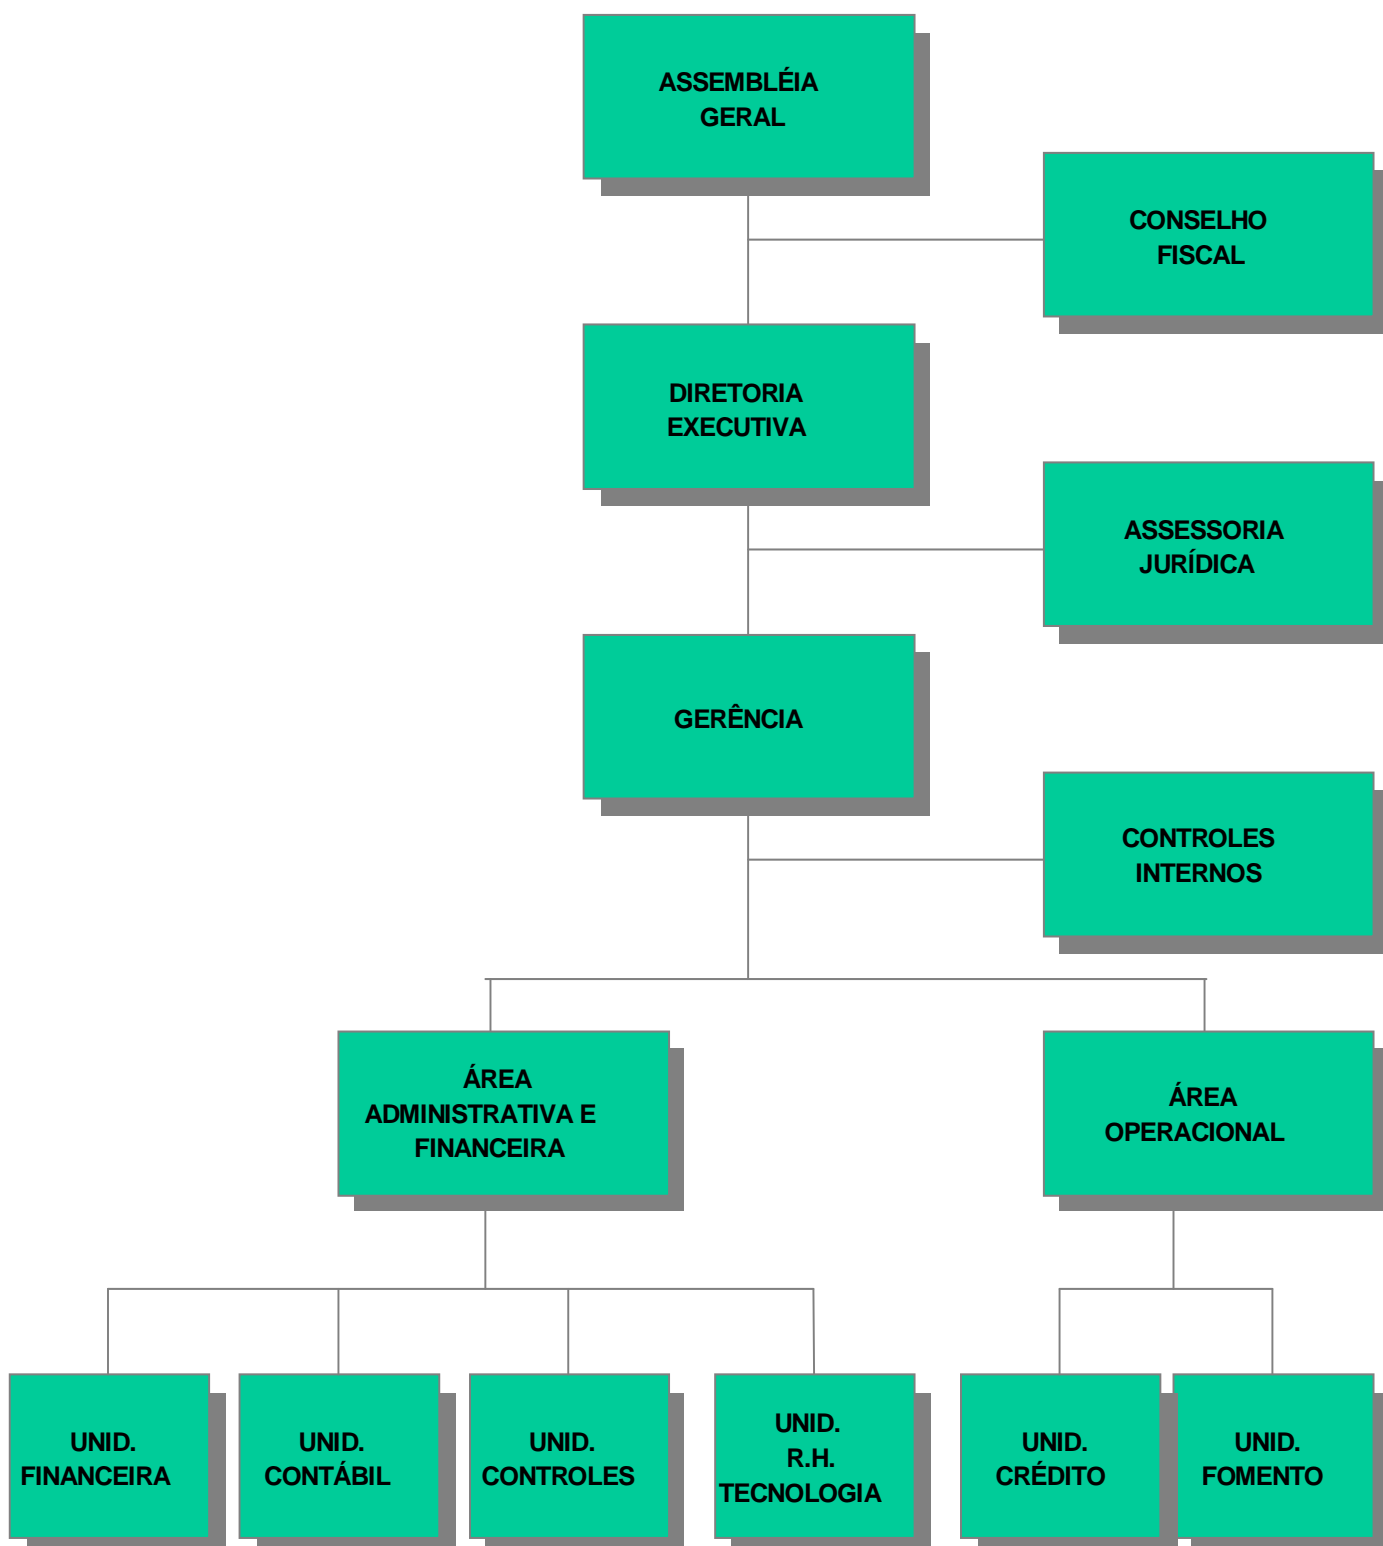 ASSEMBLÉIA
GERAL
CONSELHO
FISCAL
DIRETORIA
EXECUTIVA
ASSESSORIA
JURÍDICA
GERÊNCIA
CONTROLES
INTERNOS
ÁREA
ADMINISTRATIVA E
FINANCEIRA
ÁREA
OPERACIONAL
UNID.
FINANCEIRA
UNID.
CONTÁBIL
UNID.
CONTROLES
UNID.
R.H.
TECNOLOGIA
UNID.
CRÉDITO
UNID.
FOMENTO